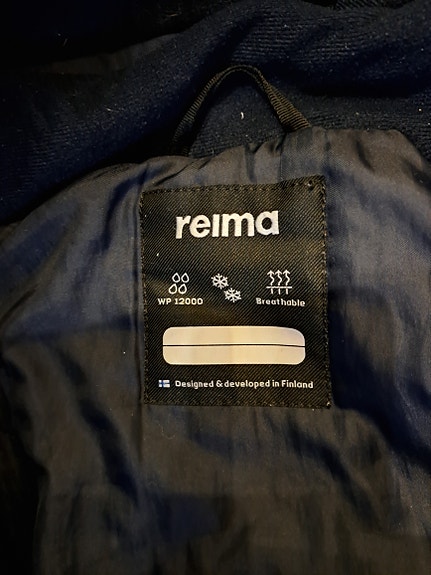 reima
WP 12000
Breathable
Designed & developed in Finland